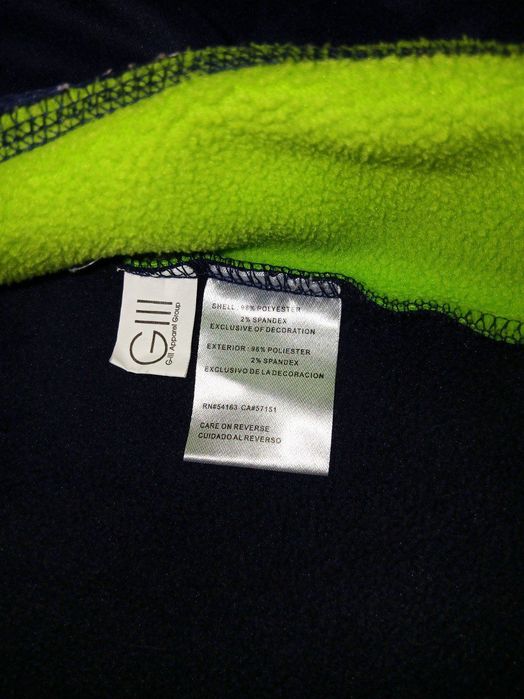 GIII
G-III Apparel Group
SHELL: 98% POLYESTER
2% SPANDEX
EXCLUSIVE OF DECORATION
EXTERIOR: 98% POLIESTER
2% SPANDEX
EXCLUSIVO DE LA DECORACION
RN#54163 CA#57151
CARE ON REVERSE
CUIDADO AL REVERSO